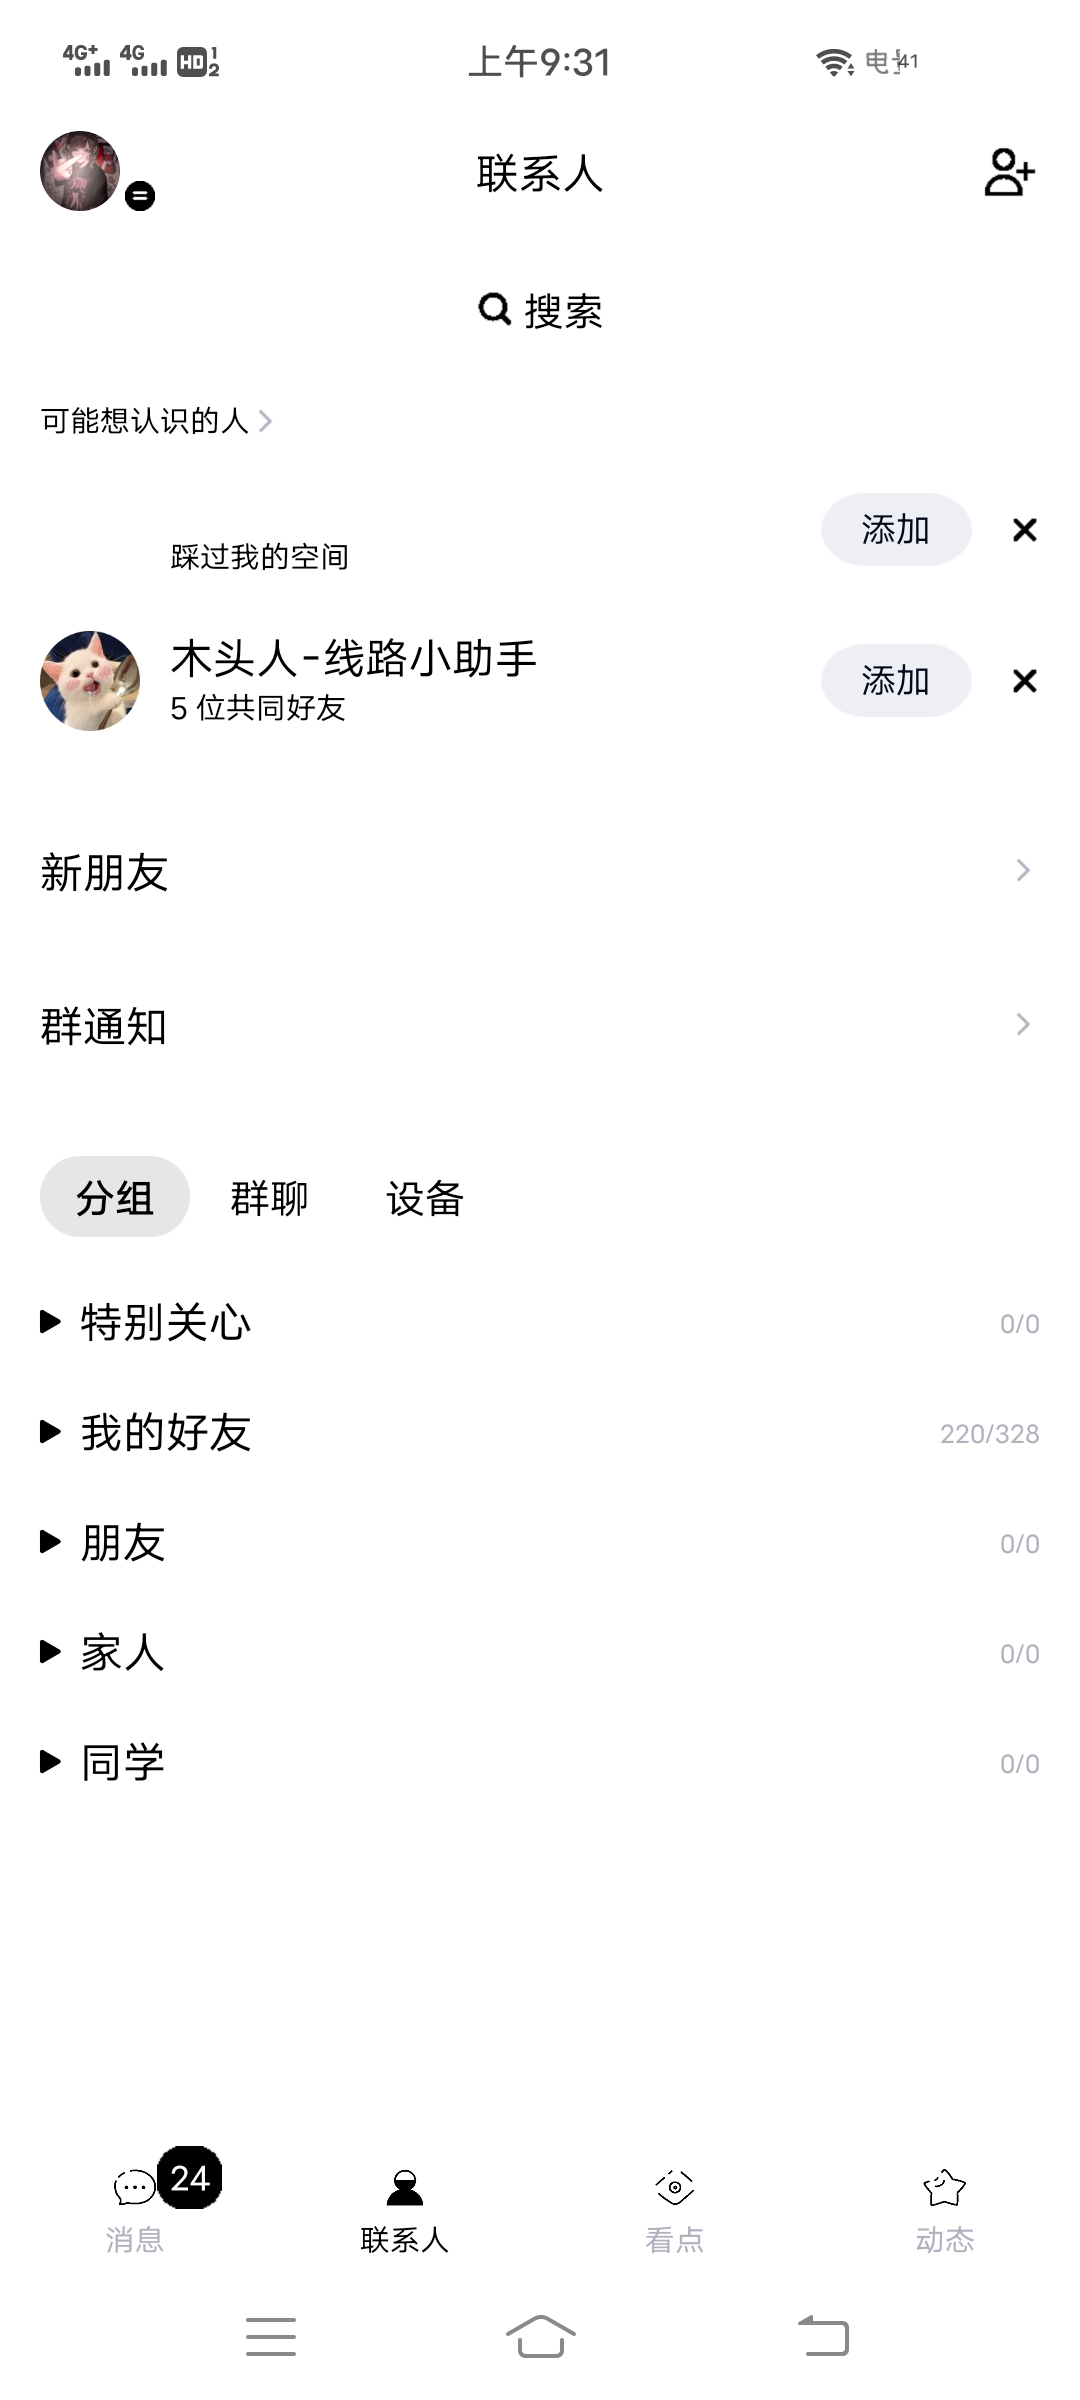 4G+ 4G HD 1 2
上午9:31
41
联系人
搜索
可能想认识的人
踩过我的空间
添加
木头人-线路小助手
5 位共同好友
添加
新朋友
群通知
分组 群聊 设备
特别关心 0/0
我的好友 220/328
朋友 0/0
家人 0/0
同学 0/0
24
消息 联系人 看点 动态